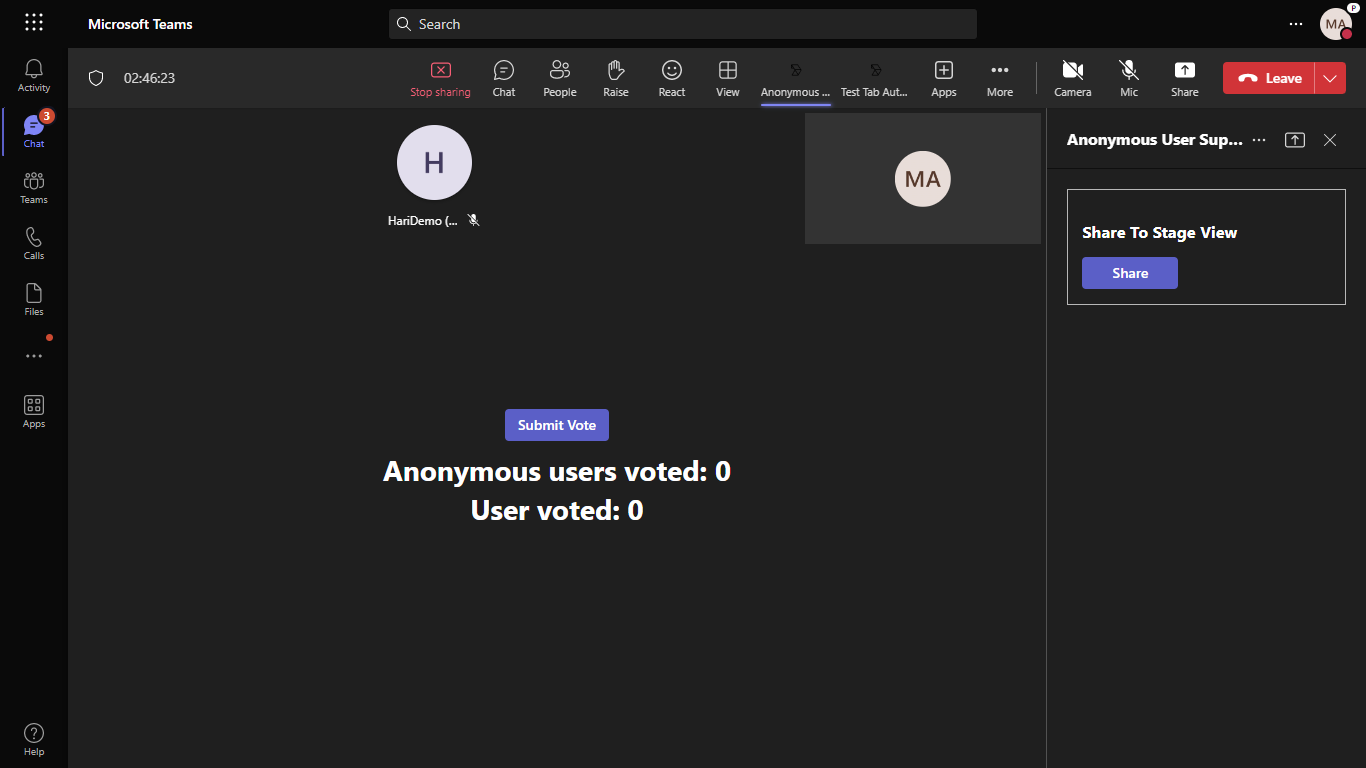 Microsoft Teams
Search
MA
P
Activity
3
Chat
Teams
Calls
Files
Apps
Help
02:46:23
Stop sharing
Chat
People
Raise
React
View
Anonymous ...
Test Tab Aut...
Apps
More
Camera
Mic
Share
Leave
H
HariDemo (...
MA
Submit Vote
Anonymous users voted: 0
User voted: 0
Anonymous User Sup...
Share To Stage View
Share